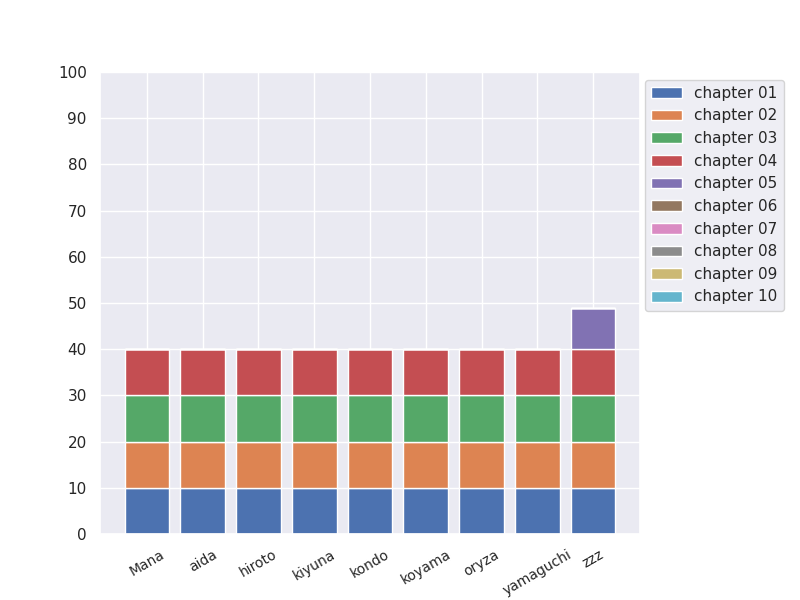 100
90
80
70
60
50
40
30
20
10
0
Mana
aida
hiroto
kiyuna
kondo
koyama
oryza
yamaguchi
zzz
chapter 01
chapter 02
chapter 03
chapter 04
chapter 05
chapter 06
chapter 07
chapter 08
chapter 09
chapter 10